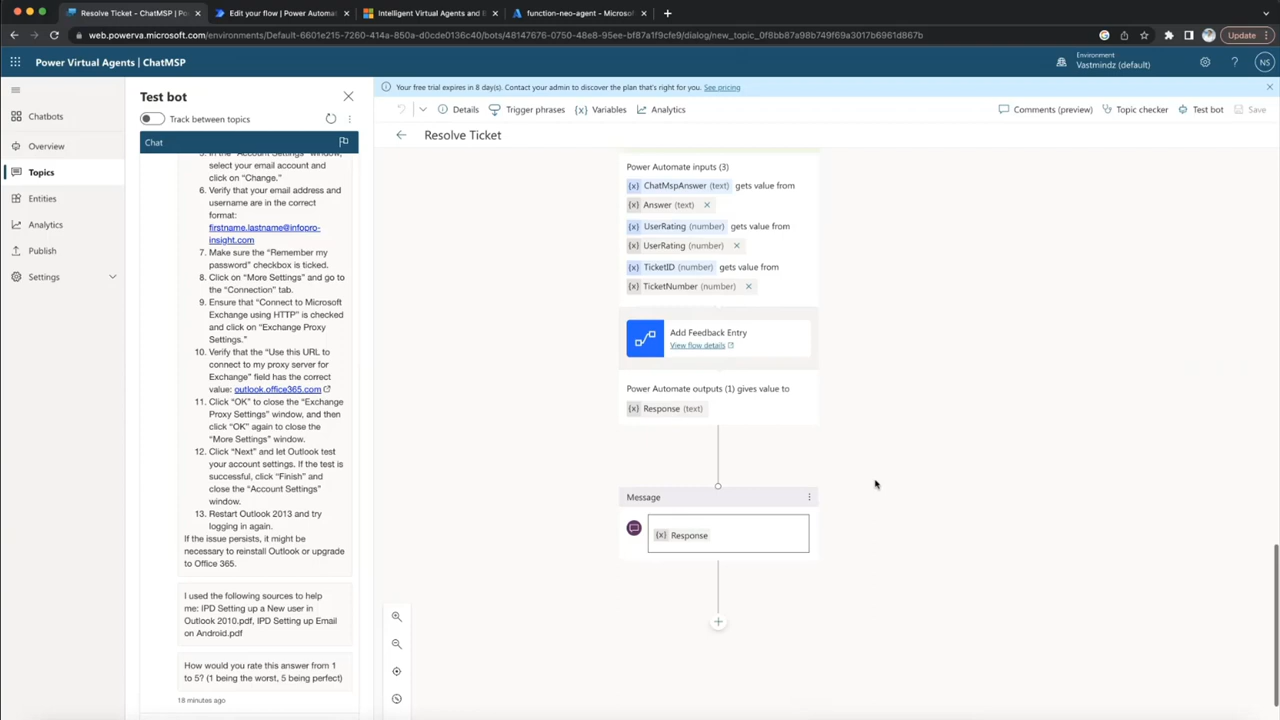 Resolve Ticket - ChatMSP | Po
Edit your flow | Power Automat
Intelligent Virtual Agents and B
function-neo-agent - Microsof
web.powerva.microsoft.com/environments/Default-6601e215-7260-414a-850a-d0cde0136c40/bots/48147676-0750-48e8-95ee-bf87a1f9cfe9/dialog/new_topic_0f8bb87a98b749f69a3017b6961d867b
Update
Power Virtual Agents | ChatMSP
Environment
Vastmindz (default)
NS
Your free trial expires in 8 day(s). Contact your admin to discover the plan that's right for you. See pricing
Chatbots
Overview
Topics
Entities
Analytics
Publish
Settings
Test bot
Track between topics
Chat
5. In the "Account Settings" window,
select your email account and
click on "Change."
6. Verify that your email address and
username are in the correct
format:
firstname.lastname@infopro-
insight.com
7. Make sure the "Remember my
password" checkbox is ticked.
8. Click on "More Settings" and go to
the "Connection" tab.
9. Ensure that "Connect to Microsoft
Exchange using HTTP" is checked
and click on "Exchange Proxy
Settings."
10. Verify that the "Use this URL to
connect to my proxy server for
Exchange" field has the correct
value: outlook.office365.com
11. Click "OK" to close the "Exchange
Proxy Settings" window, and then
click "OK" again to close the
"More Settings" window.
12. Click "Next" and let Outlook test
your account settings. If the test is
successful, click "Finish" and
close the "Account Settings"
window.
13. Restart Outlook 2013 and try
logging in again.
If the issue persists, it might be
necessary to reinstall Outlook or upgrade
to Office 365.
I used the following sources to help
me: IPD Setting up a New user in
Outlook 2010.pdf, IPD Setting up Email
on Android.pdf
How would you rate this answer from 1
to 5? (1 being the worst, 5 being perfect)
18 minutes ago
Details
Trigger phrases
{x} Variables
Analytics
Comments (preview)
Topic checker
Test bot
Save
Resolve Ticket
Power Automate inputs (3)
{x} ChatMspAnswer (text) gets value from
{x} Answer (text)
{x} UserRating (number) gets value from
{x} UserRating (number)
{x} TicketID (number) gets value from
{x} TicketNumber (number)
Add Feedback Entry
View flow details
Power Automate outputs (1) gives value to
{x} Response (text)
Message
{x} Response